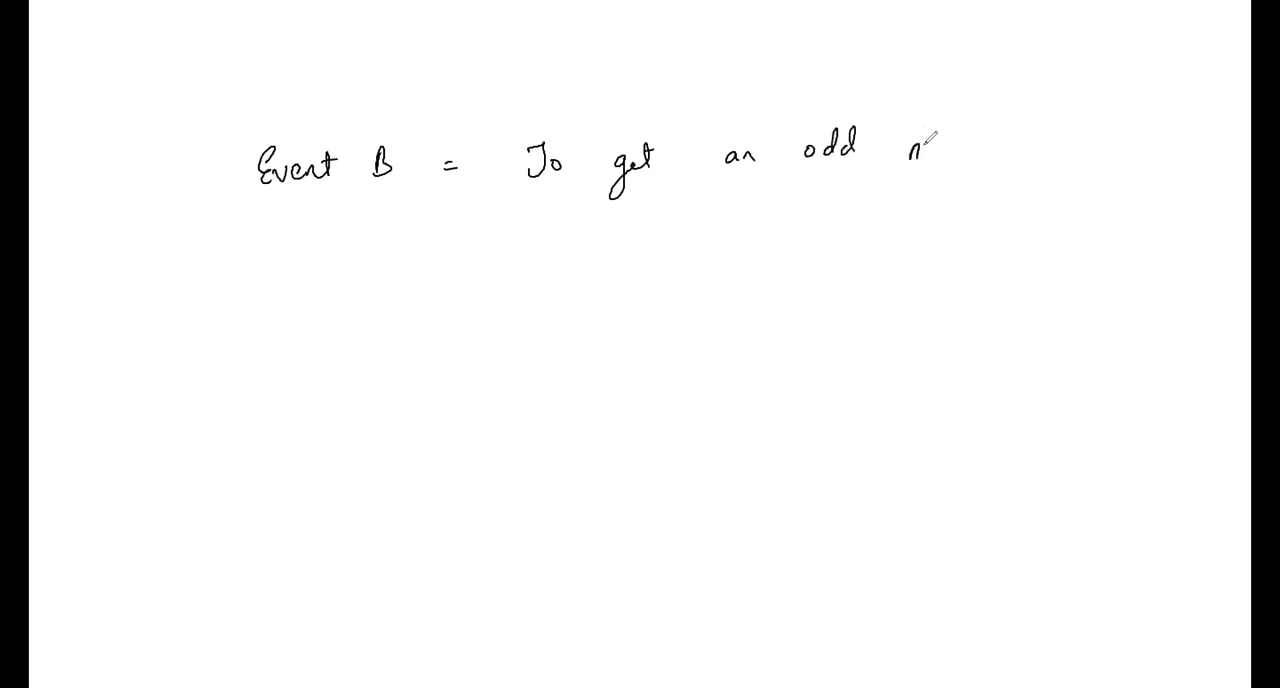 Event B = To get an odd n